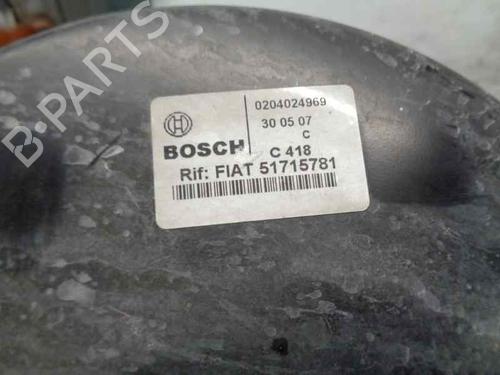 0204024969
30 05 07
C
BOSCH
C 418
Rif: FIAT 51715781
B-PARTS